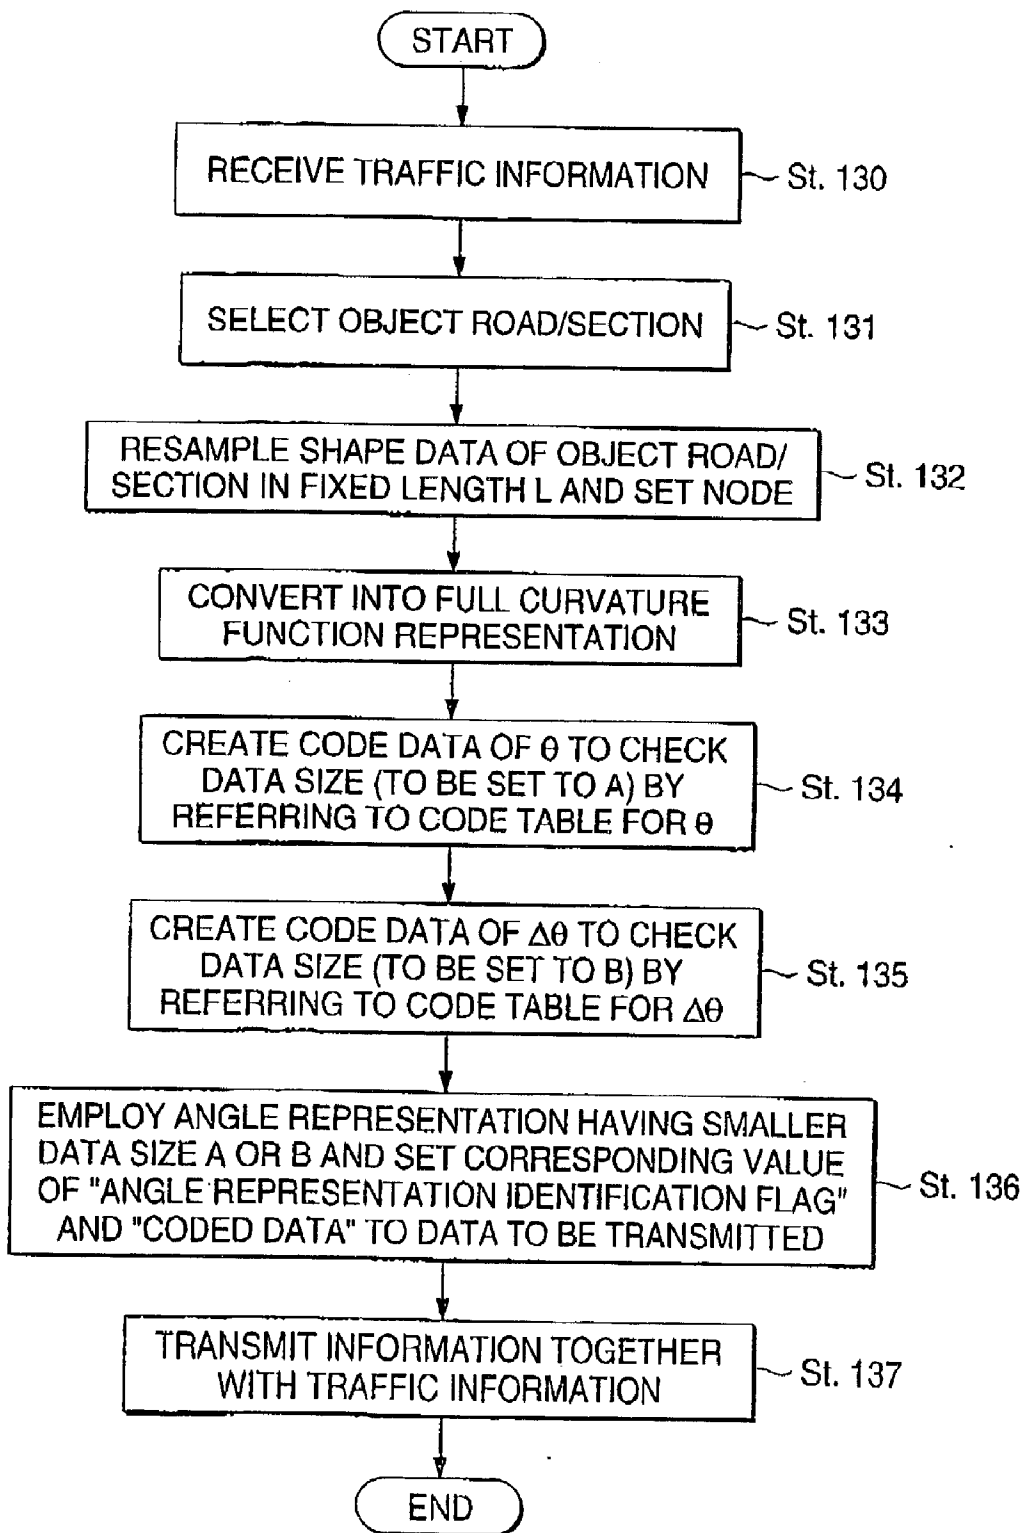 START
RECEIVE TRAFFIC INFORMATION
St. 130
SELECT OBJECT ROAD/SECTION
St. 131
RESAMPLE SHAPE DATA OF OBJECT ROAD/
SECTION IN FIXED LENGTH L AND SET NODE
St. 132
CONVERT INTO FULL CURVATURE
FUNCTION REPRESENTATION
St. 133
CREATE CODE DATA OF θ TO CHECK
DATA SIZE (TO BE SET TO A) BY
REFERRING TO CODE TABLE FOR θ
St. 134
CREATE CODE DATA OF Δθ TO CHECK
DATA SIZE (TO BE SET TO B) BY
REFERRING TO CODE TABLE FOR Δθ
St. 135
EMPLOY ANGLE REPRESENTATION HAVING SMALLER
DATA SIZE A OR B AND SET CORRESPONDING VALUE
OF "ANGLE REPRESENTATION IDENTIFICATION FLAG"
AND "CODED DATA" TO DATA TO BE TRANSMITTED
St. 136
TRANSMIT INFORMATION TOGETHER
WITH TRAFFIC INFORMATION
St. 137
END